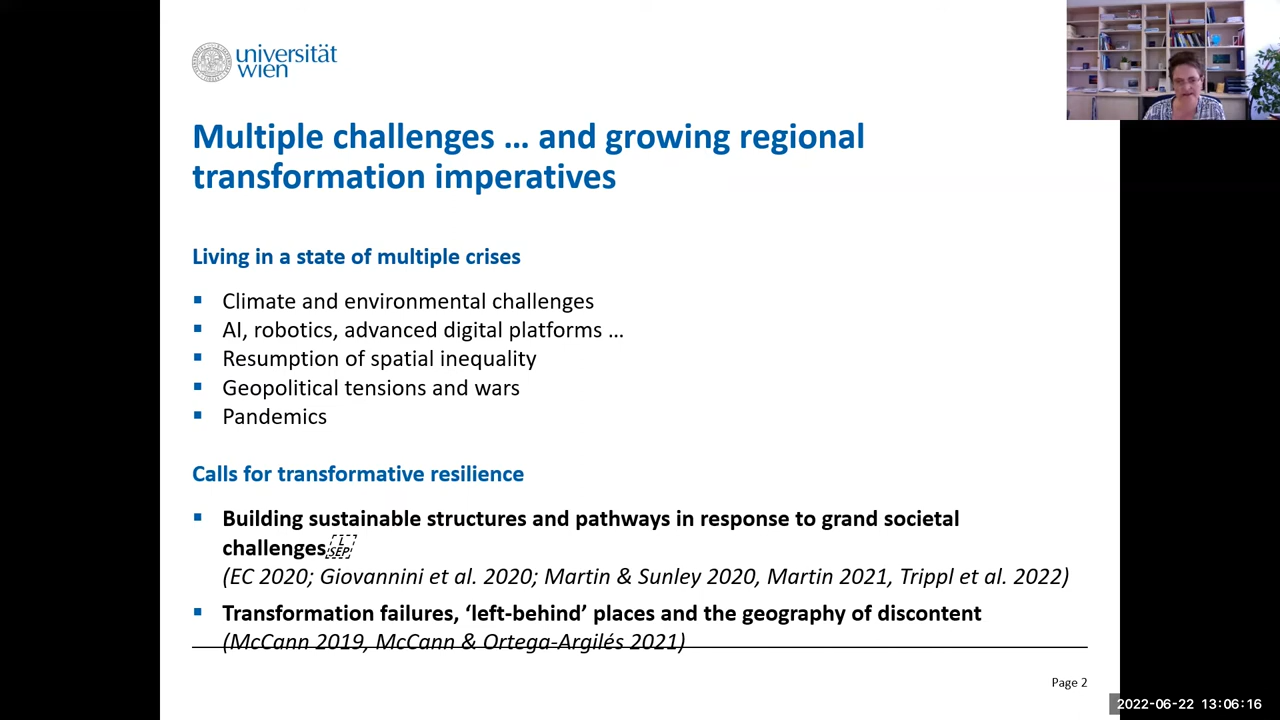 universität
wien
Multiple challenges … and growing regional
transformation imperatives
Living in a state of multiple crises
▪ Climate and environmental challenges
▪ AI, robotics, advanced digital platforms …
▪ Resumption of spatial inequality
▪ Geopolitical tensions and wars
▪ Pandemics
Calls for transformative resilience
▪ Building sustainable structures and pathways in response to grand societal
challenges L SEP
(EC 2020; Giovannini et al. 2020; Martin & Sunley 2020, Martin 2021, Trippl et al. 2022)
▪ Transformation failures, ‘left-behind’ places and the geography of discontent
(McCann 2019, McCann & Ortega-Argilés 2021)
Page 2
2022-06-22 13:06:16